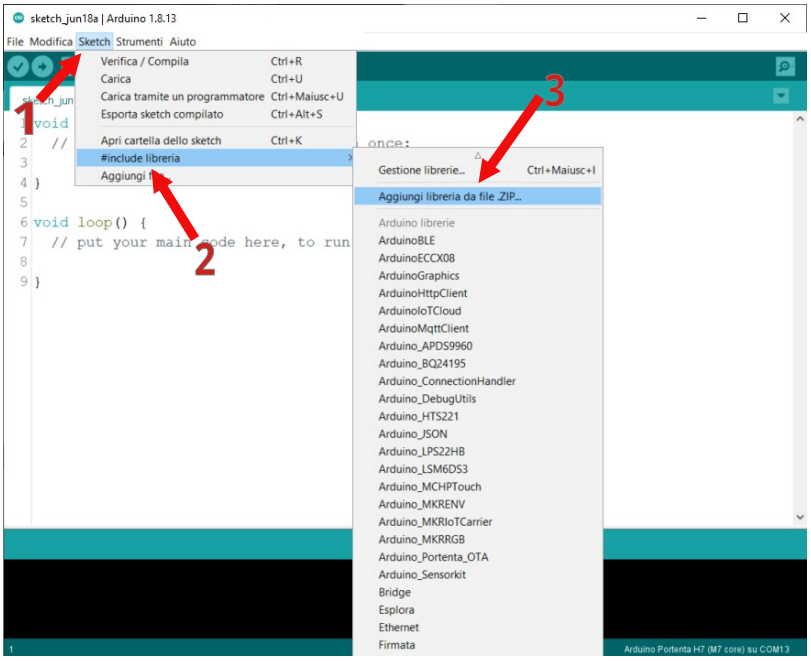 sketch_jun18a | Arduino 1.8.13
File Modifica Sketch Strumenti Aiuto
Verifica / Compila Ctrl+R
Carica Ctrl+U
Carica tramite un programmatore Ctrl+Maiusc+U
Esporta sketch compilato Ctrl+Alt+S
Apri cartella dello sketch Ctrl+K
#include libreria
Aggiungi
1
2
3
Gestione librerie... Ctrl+Maiusc+I
Aggiungi libreria da file .ZIP...
Arduino librerie
ArduinoBLE
ArduinoECCX08
ArduinoGraphics
ArduinoHttpClient
ArduinoIoTCloud
ArduinoMqttClient
Arduino_APDS9960
Arduino_BQ24195
Arduino_ConnectionHandler
Arduino_DebugUtils
Arduino_HTS221
Arduino_JSON
Arduino_LPS22HB
Arduino_LSM6DS3
Arduino_MCHPTouch
Arduino_MKRENV
Arduino_MKRIoTCarrier
Arduino_MKRRGB
Arduino_Portenta_OTA
Arduino_Sensorkit
Bridge
Esplora
Ethernet
Firmata
1 void
2 // once:
3
4 }
5
6 void loop() {
7 // put your main code here, to run
8
9 }
1
Arduino Portenta H7 (M7 core) su COM13